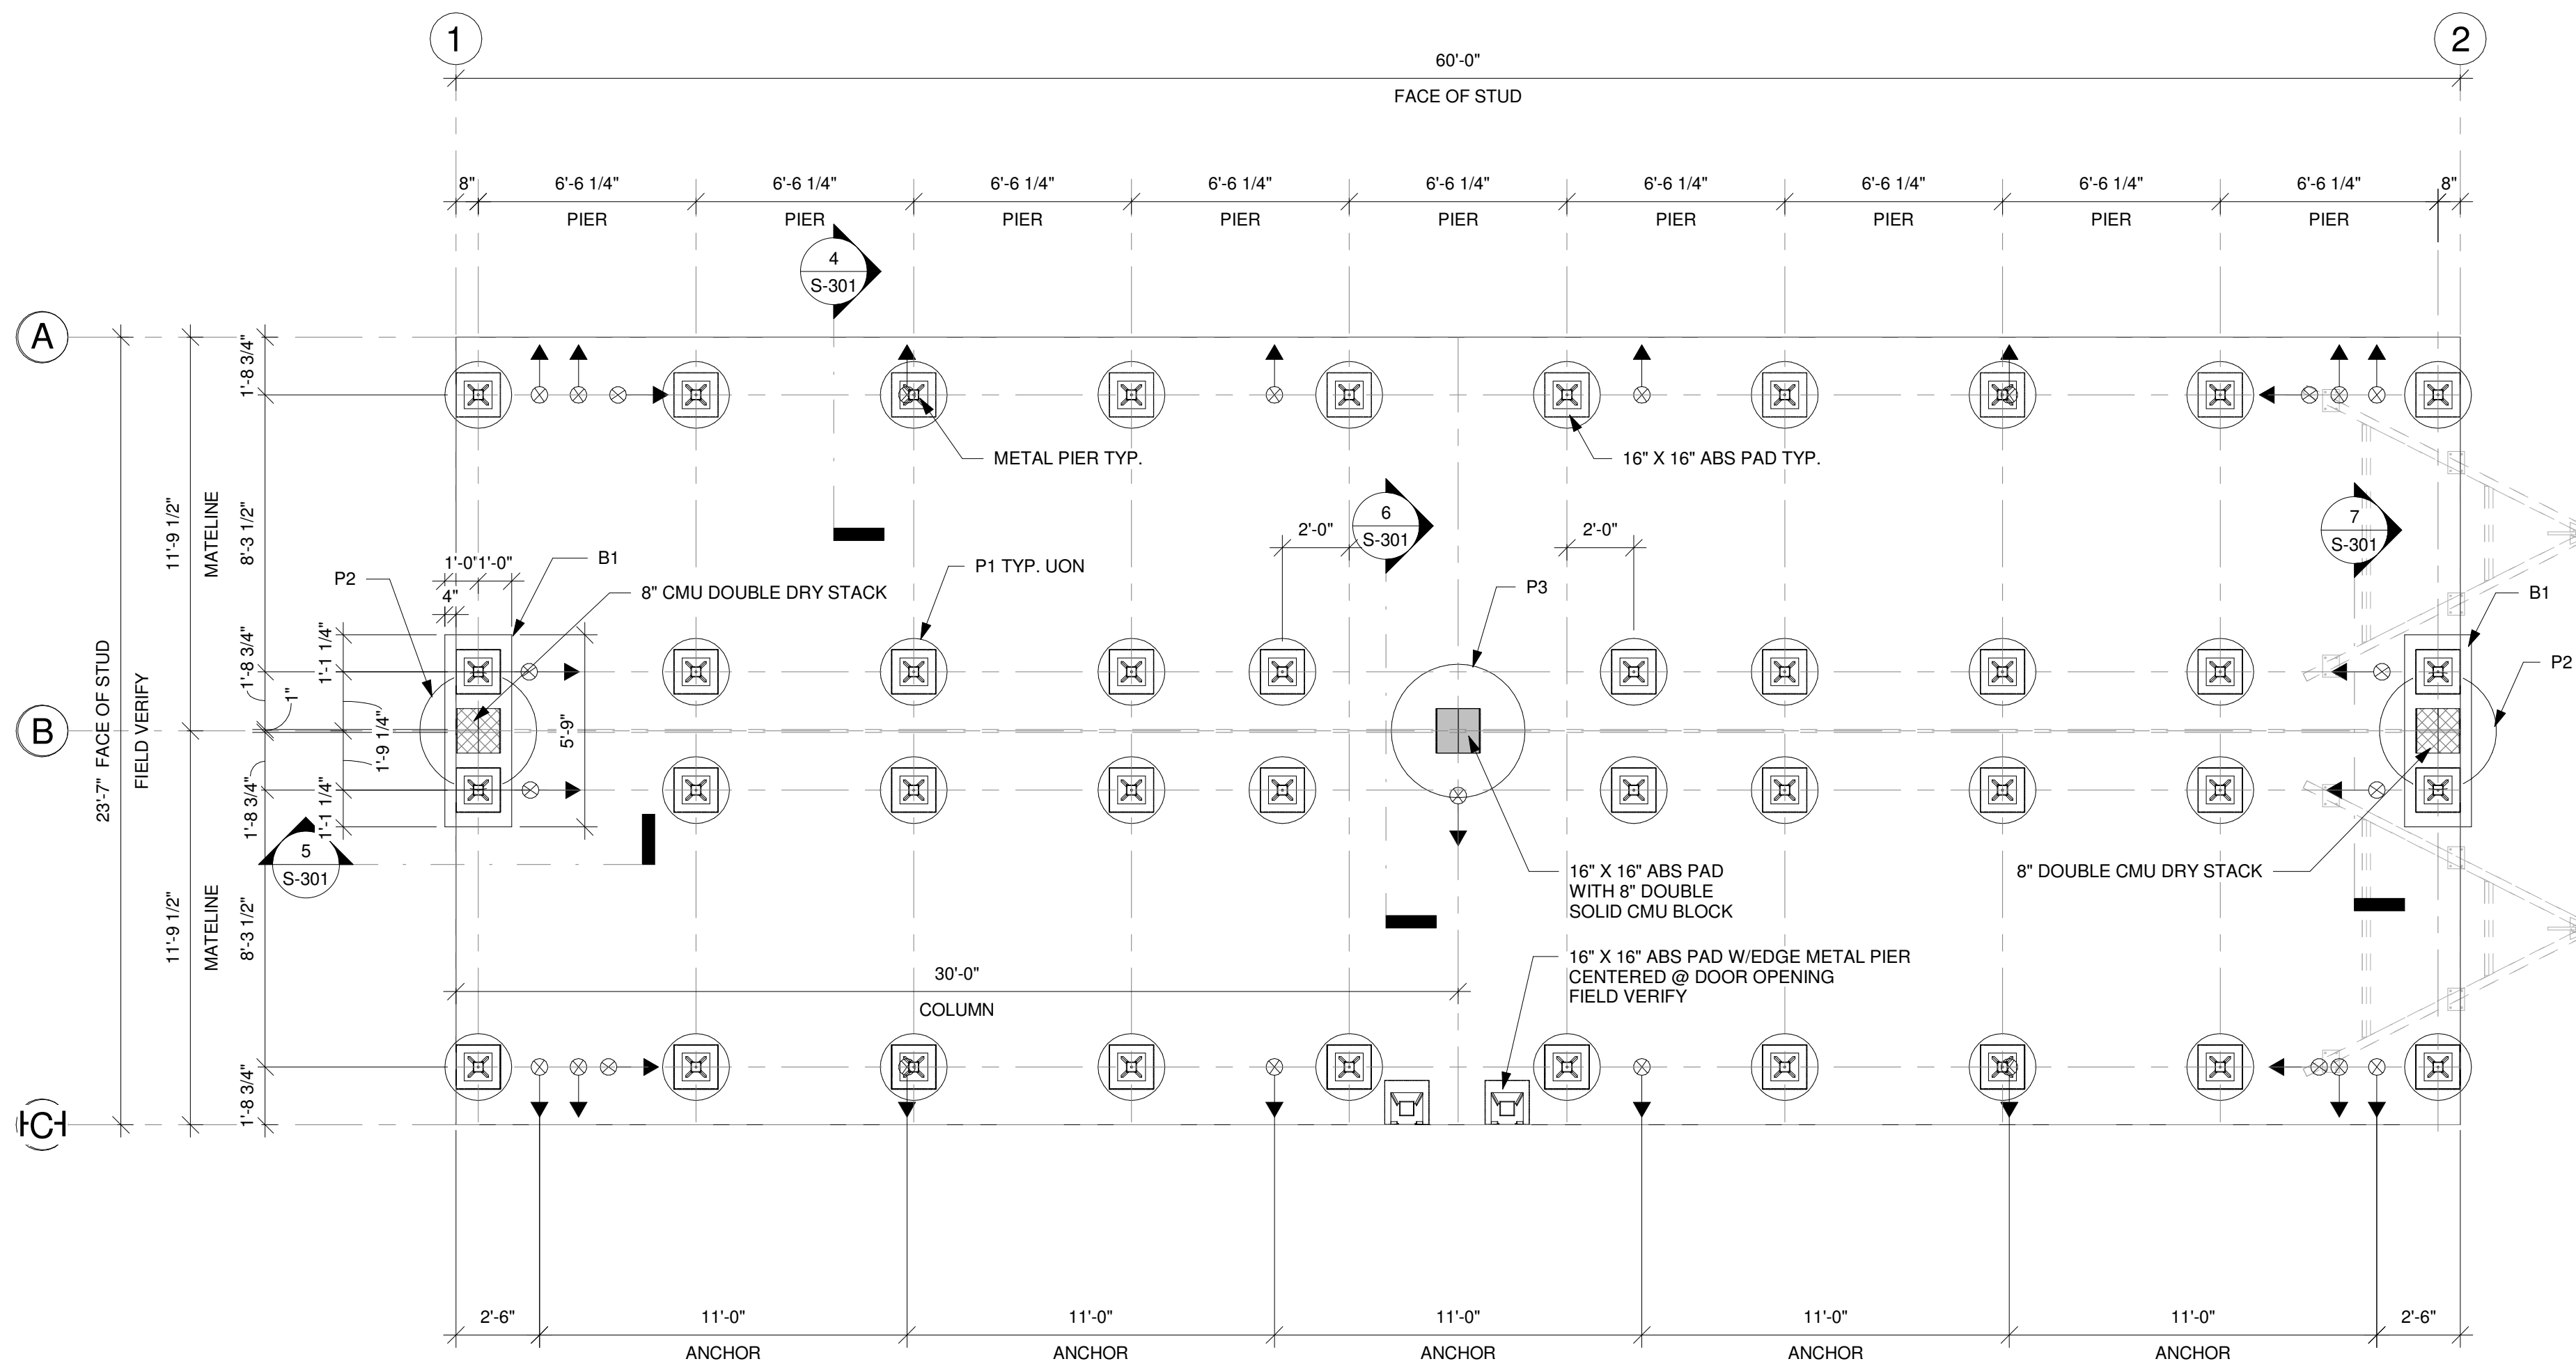 1
2
60'-0"
FACE OF STUD
8"
6'-6 1/4"
6'-6 1/4"
6'-6 1/4"
6'-6 1/4"
6'-6 1/4"
6'-6 1/4"
6'-6 1/4"
6'-6 1/4"
6'-6 1/4"
8"
PIER
PIER
PIER
PIER
PIER
PIER
PIER
PIER
PIER
4
S-301
A
1'-8 3/4"
METAL PIER TYP.
16" X 16" ABS PAD TYP.
11'-9 1/2"
MATELINE
8'-3 1/2"
6
S-301
2'-0"
2'-0"
7
S-301
P2
1'-0"
1'-0"
B1
4"
8" CMU DOUBLE DRY STACK
P1 TYP. UON
P3
B1
P2
23'-7" FACE OF STUD
FIELD VERIFY
1'-8 3/4"
1'-1 1/4"
1"
B
1'-9 1/4"
5'-9"
1'-8 3/4"
1'-1 1/4"
5
S-301
11'-9 1/2"
MATELINE
8'-3 1/2"
16" X 16" ABS PAD
WITH 8" DOUBLE
SOLID CMU BLOCK
8" DOUBLE CMU DRY STACK
16" X 16" ABS PAD W/EDGE METAL PIER
CENTERED @ DOOR OPENING
FIELD VERIFY
30'-0"
COLUMN
1'-8 3/4"
C
2'-6"
11'-0"
11'-0"
11'-0"
11'-0"
11'-0"
2'-6"
ANCHOR
ANCHOR
ANCHOR
ANCHOR
ANCHOR